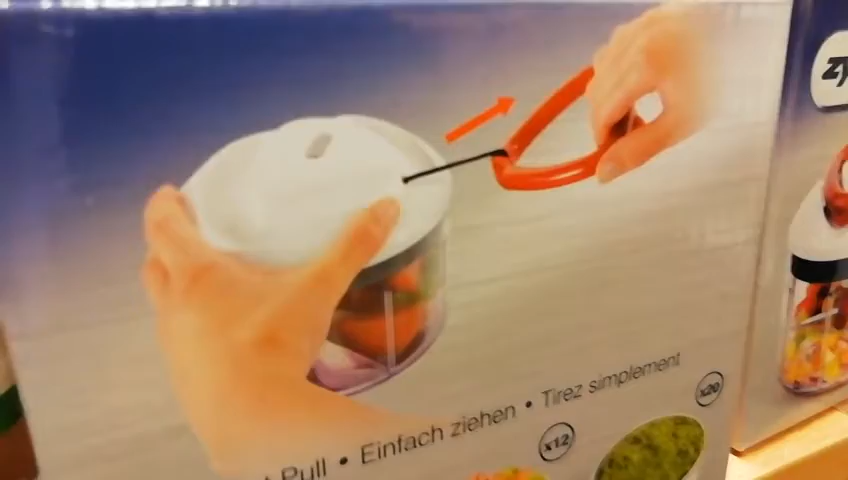 Pull • Einfach ziehen • Tirez simplement
x12
x20